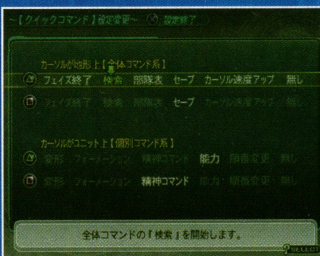 ～【クイックコマンド】設定変更～ 設定終了
カーソルが地形上【全体コマンド系】
フェイズ終了 検索 部隊表 セーブ カーソル速度アップ 無し
フェイズ終了 検索 部隊表 セーブ カーソル速度アップ 無し
カーソルがユニット上【個別コマンド系】
変形 フォーメーション 精神コマンド 能力 順番変更 無し
変形 フォーメーション 精神コマンド 能力 順番変更 無し
全体コマンドの『検索』を開始します。
SELECT